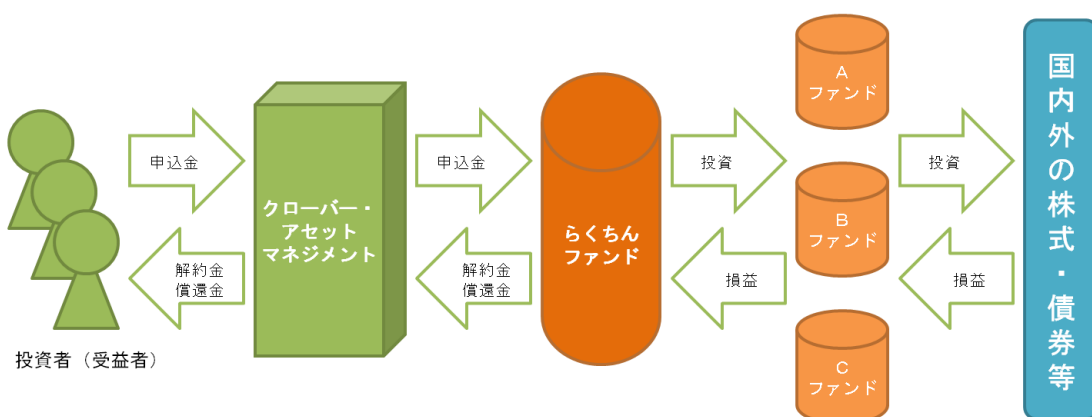 申込金
解約金
償還金
投資者（受益者）
クローバー・
アセット
マネジメント
申込金
解約金
償還金
らくちん
ファンド
投資
損益
A
ファンド
B
ファンド
C
ファンド
投資
損益
国内外の株式・債券等